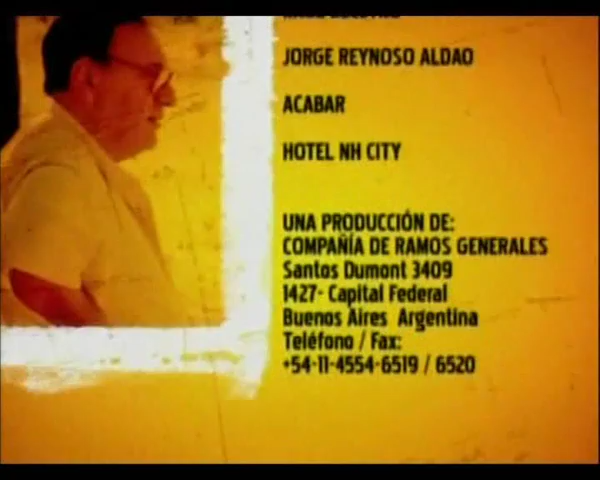 JORGE REYNOSO ALDAO
ACABAR
HOTEL NH CITY
UNA PRODUCCIÓN DE:
COMPAÑÍA DE RAMOS GENERALES
Santos Dumont 3409
1427- Capital Federal
Buenos Aires Argentina
Teléfono / Fax:
+54-11-4554-6519 / 6520